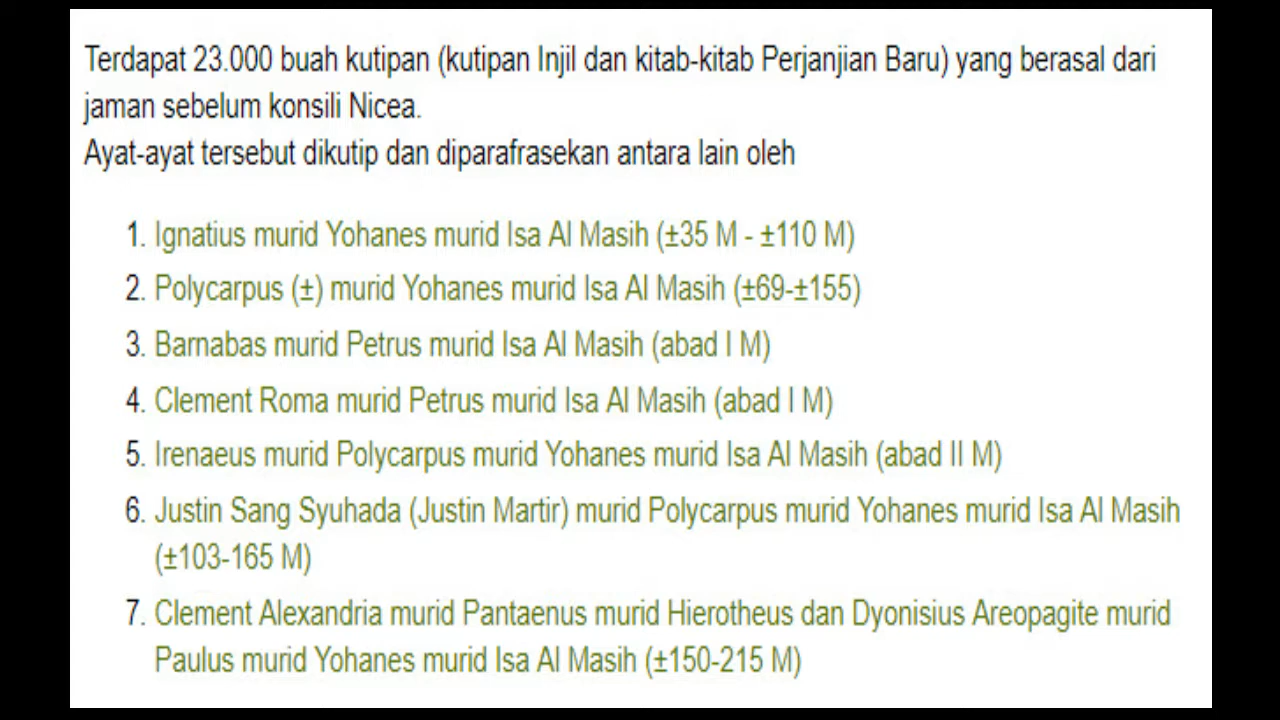 Terdapat 23.000 buah kutipan (kutipan Injil dan kitab-kitab Perjanjian Baru) yang berasal dari
jaman sebelum konsili Nicea.
Ayat-ayat tersebut dikutip dan diparafrasekan antara lain oleh
1. Ignatius murid Yohanes murid Isa Al Masih (±35 M - ±110 M)
2. Polycarpus (±) murid Yohanes murid Isa Al Masih (±69-±155)
3. Barnabas murid Petrus murid Isa Al Masih (abad I M)
4. Clement Roma murid Petrus murid Isa Al Masih (abad I M)
5. Irenaeus murid Polycarpus murid Yohanes murid Isa Al Masih (abad II M)
6. Justin Sang Syuhada (Justin Martir) murid Polycarpus murid Yohanes murid Isa Al Masih
(±103-165 M)
7. Clement Alexandria murid Pantaenus murid Hierotheus dan Dyonisius Areopagite murid
Paulus murid Yohanes murid Isa Al Masih (±150-215 M)